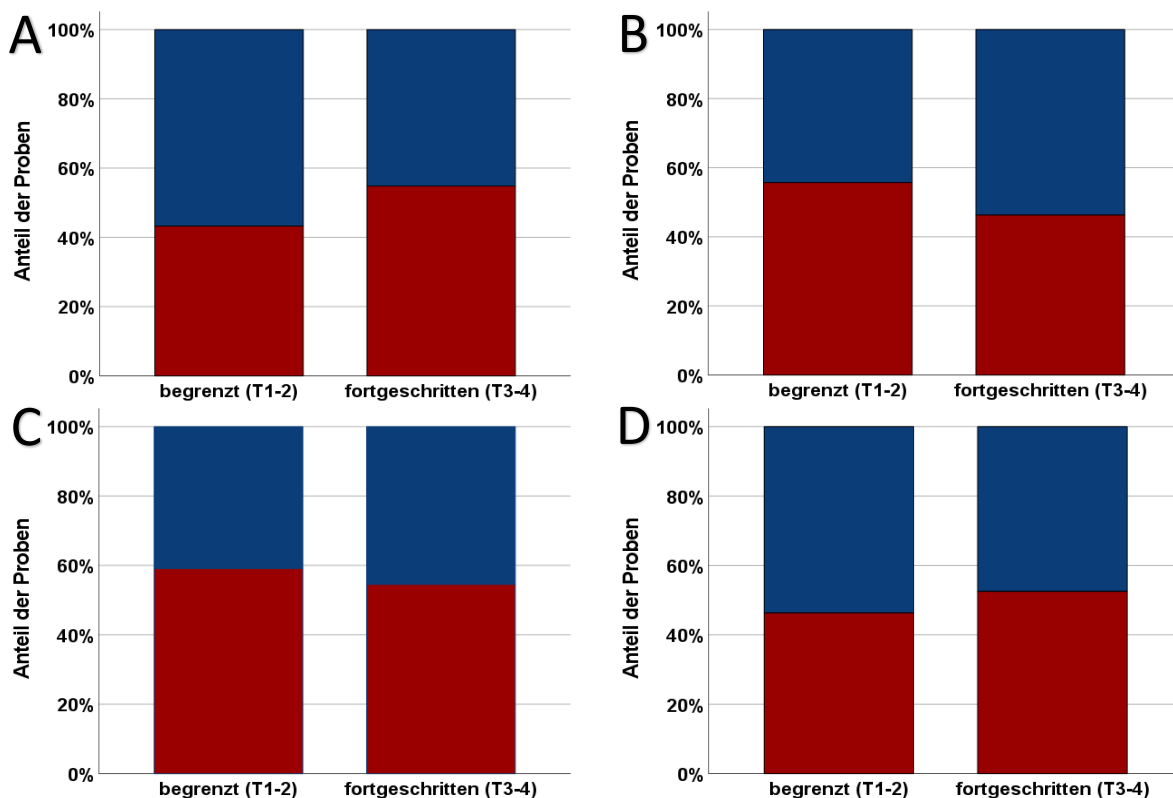 A
Anteil der Proben
100%
80%
60%
40%
20%
0%
begrenzt (T1-2) fortgeschritten (T3-4)
B
Anteil der Proben
100%
80%
60%
40%
20%
0%
begrenzt (T1-2) fortgeschritten (T3-4)
C
Anteil der Proben
100%
80%
60%
40%
20%
0%
begrenzt (T1-2) fortgeschritten (T3-4)
D
Anteil der Proben
100%
80%
60%
40%
20%
0%
begrenzt (T1-2) fortgeschritten (T3-4)